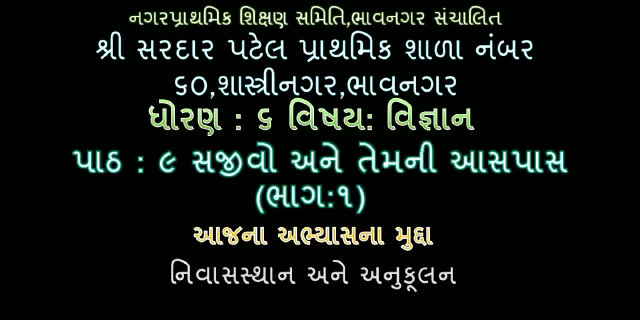 નગરપ્રાથમિક શિક્ષણ સમિતિ,ભાવનગર સંચાલિત
શ્રી સરદાર પટેલ પ્રાથમિક શાળા નંબર
૬૦,શાસ્ત્રીનગર,ભાવનગર
ધોરણ : ૬ વિષય: વિજ્ઞાન
પાઠ : ૯ સજીવો અને તેમની આસપાસ
(ભાગ:૧)
આજના અભ્યાસના મુદ્દા
નિવાસસ્થાન અને અનુકૂલન